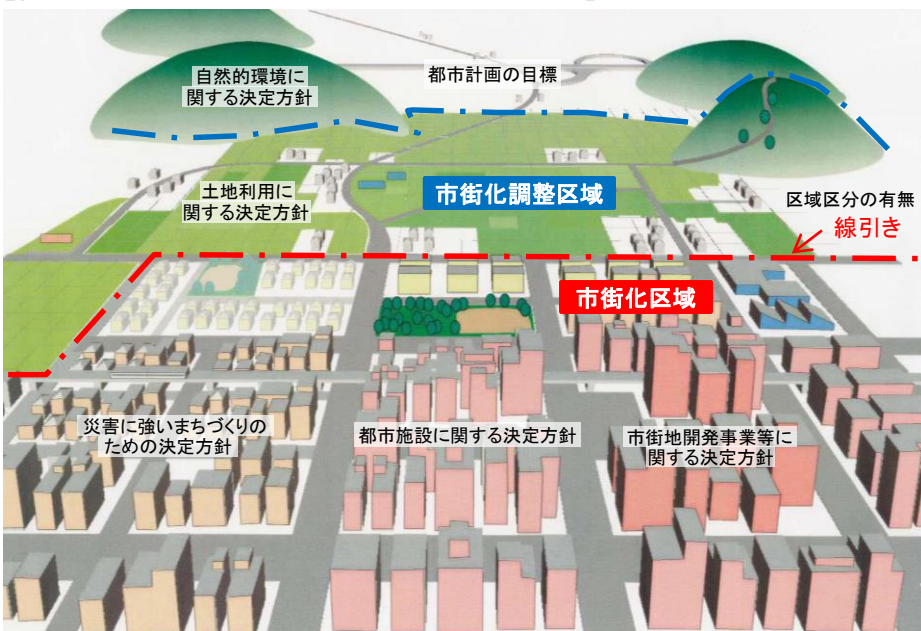 自然的環境に
関する決定方針
都市計画の目標
土地利用に
関する決定方針
市街化調整区域
区域区分の有無
線引き
市街化区域
災害に強いまちづくりの
ための決定方針
都市施設に関する決定方針
市街地開発事業等に
関する決定方針